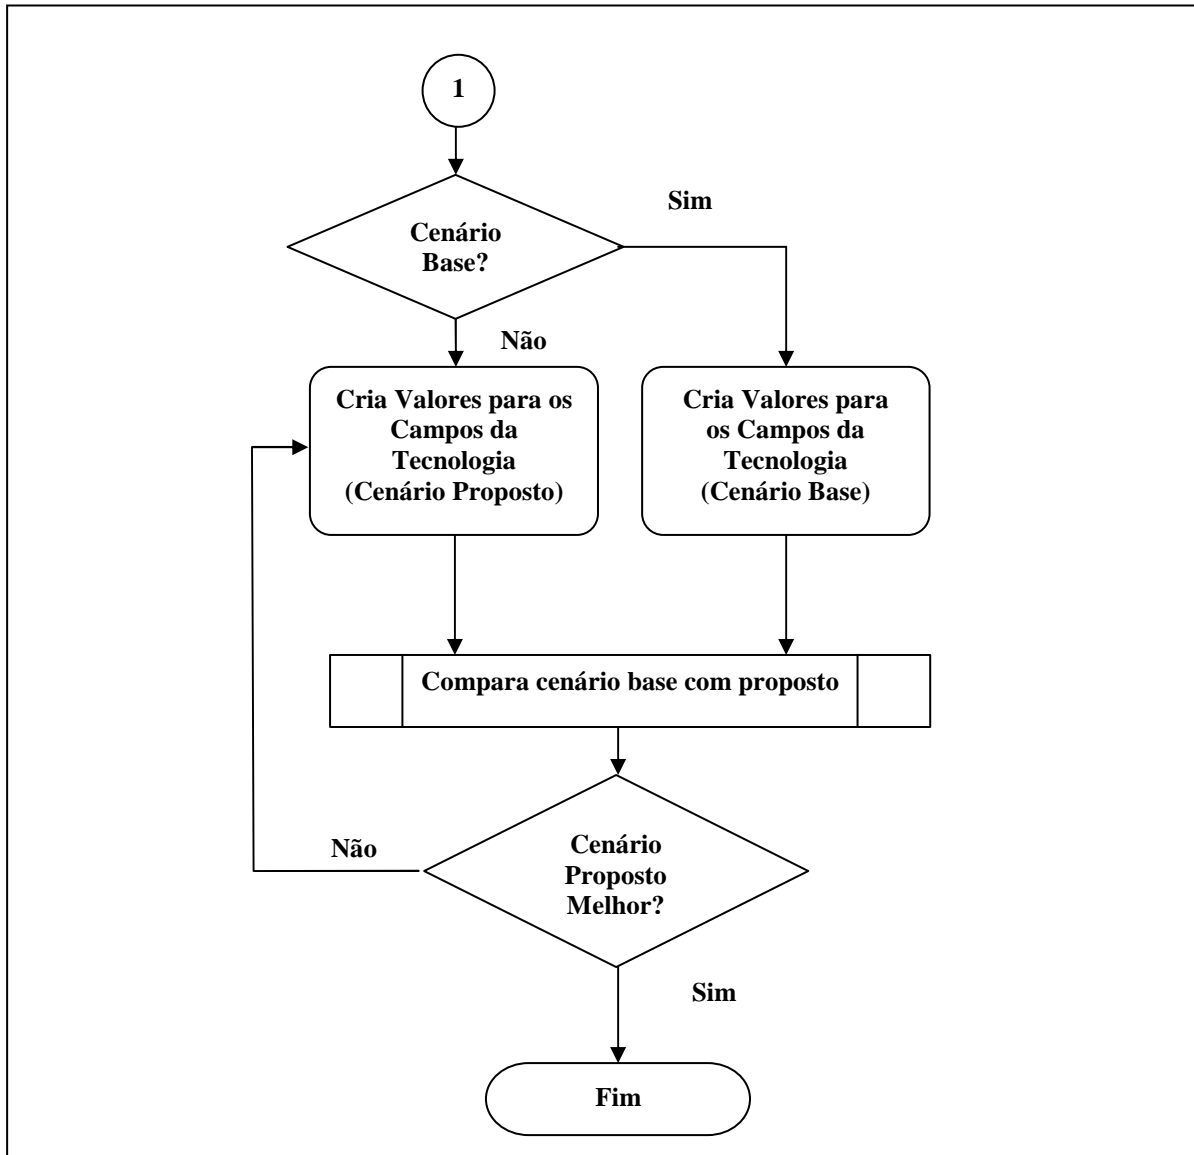 1
Sim
Cenário
Base?
Não
Cria Valores para os
Campos da
Tecnologia
(Cenário Proposto)
Cria Valores para
os Campos da
Tecnologia
(Cenário Base)
Compara cenário base com proposto
Não
Cenário
Proposto
Melhor?
Sim
Fim